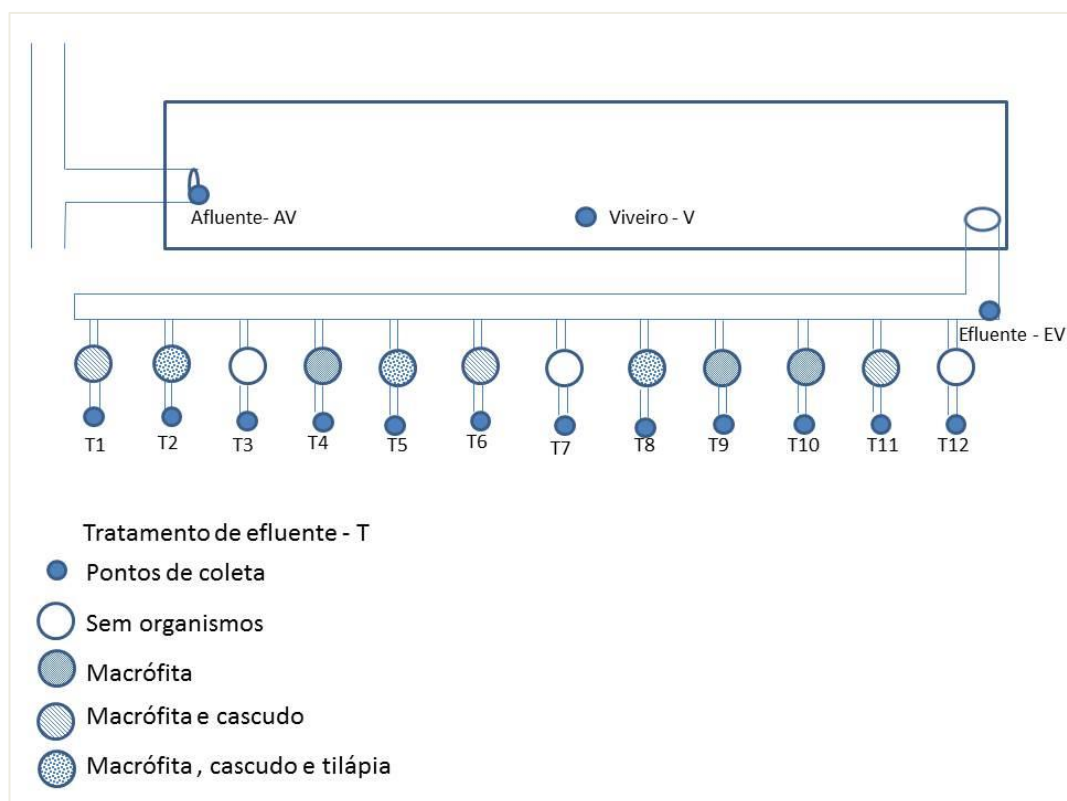 Afluente- AV
Viveiro - V
Efluente - EV
T1 T2 T3 T4 T5 T6 T7 T8 T9 T10 T11 T12
Tratamento de efluente - T
Pontos de coleta
Sem organismos
Macrófita
Macrófita e cascudo
Macrófita , cascudo e tilápia